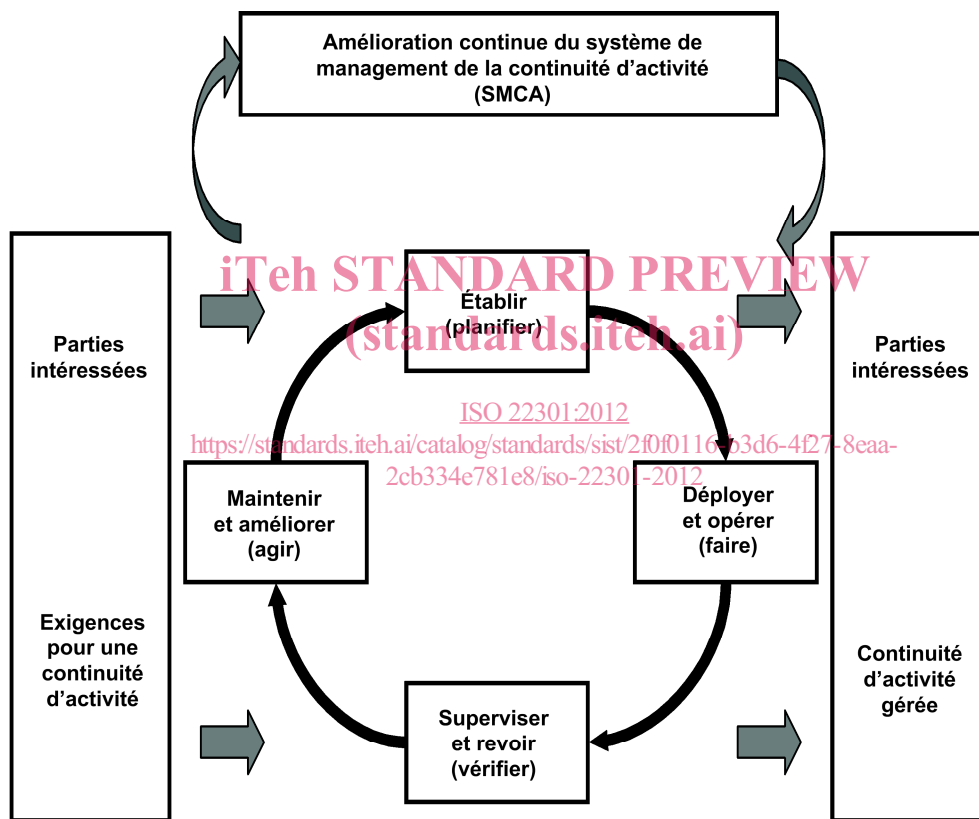 Amélioration continue du système de
management de la continuité d'activité
(SMCA)
iTeh STANDARD PREVIEW
(standards.iteh.ai)
Établir
(planifier)
Parties
intéressées
Parties
intéressées
ISO 22301:2012
https://standards.iteh.ai/catalog/standards/sist/2f0f0116-b3d6-4f27-8eaa-
2cb334e781e8/iso-22301-2012
Maintenir
et améliorer
(agir)
Déployer
et opérer
(faire)
Exigences
pour une
continuité
d'activité
Continuité
d'activité
gérée
Superviser
et revoir
(vérifier)